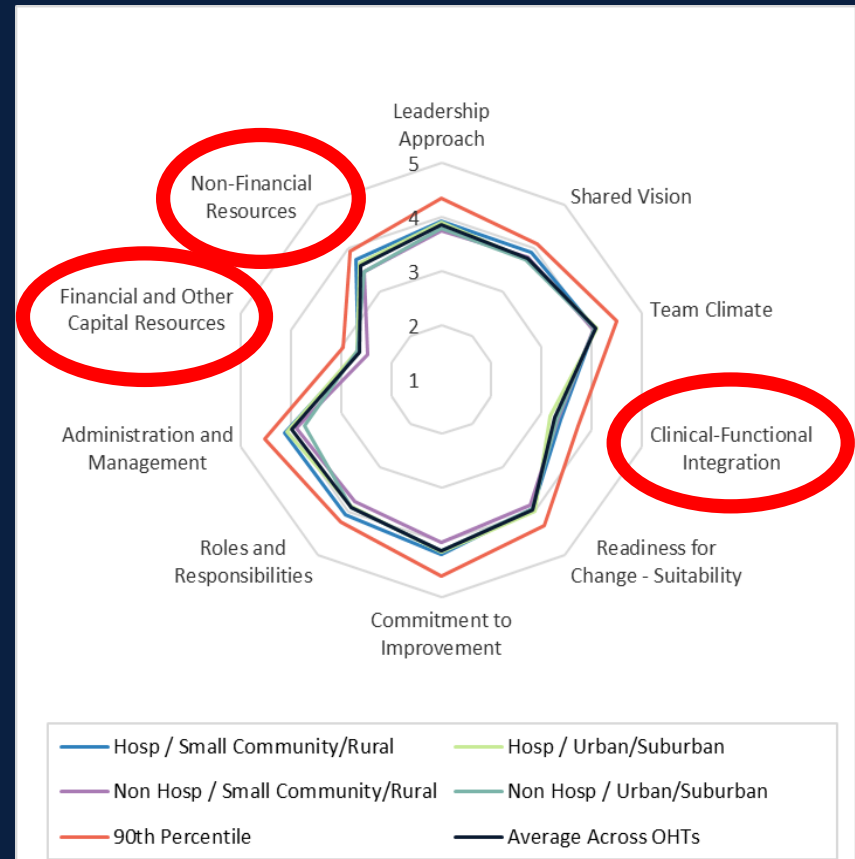 Leadership
Approach
5
Non-Financial
Resources
Shared Vision
4
3
Financial and Other
Capital Resources
Team Climate
2
1
Administration and
Management
Clinical-Functional
Integration
Roles and
Responsibilities
Readiness for
Change - Suitability
Commitment to
Improvement
Hosp / Small Community/Rural
Hosp / Urban/Suburban
Non Hosp / Small Community/Rural
Non Hosp / Urban/Suburban
90th Percentile
Average Across OHTs